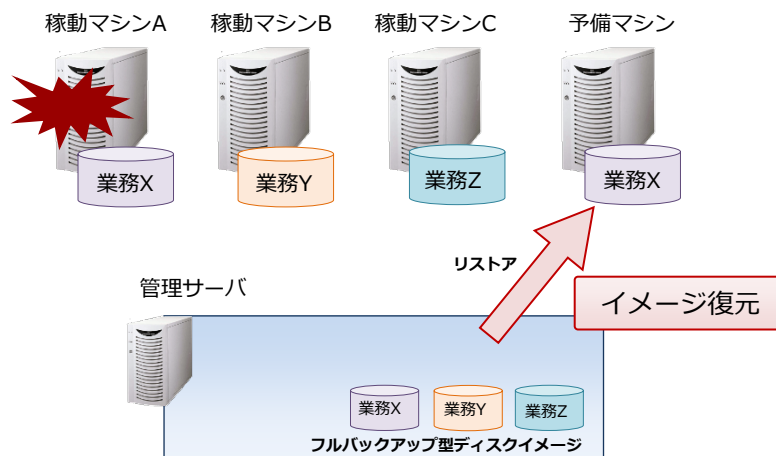 稼動マシンA
稼動マシンB
稼動マシンC
予備マシン
業務X
業務Y
業務Z
業務X
リストア
管理サーバ
イメージ復元
業務X
業務Y
業務Z
フルバックアップ型ディスクイメージ